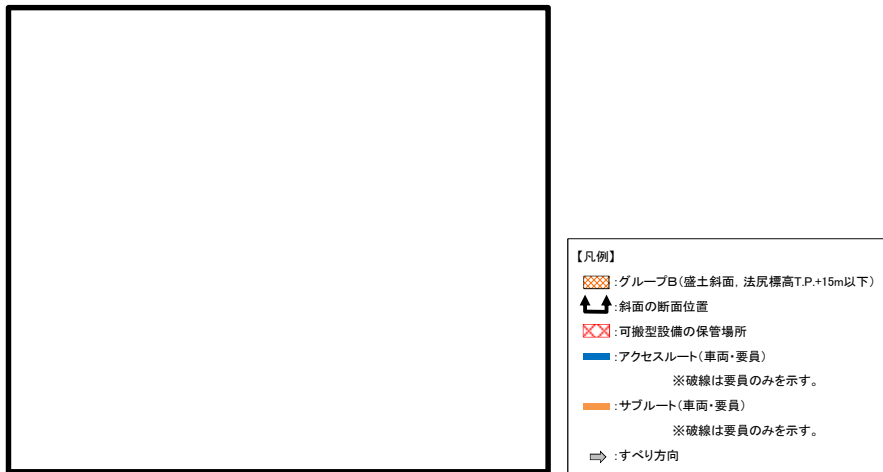 【凡例】
:グループB(盛土斜面, 法尻標高T.P.+15m以下)
:斜面の断面位置
:可搬型設備の保管場所
:アクセスルート(車両・要員)
※破線は要員のみを示す。
:サブルート(車両・要員)
※破線は要員のみを示す。
:すべり方向